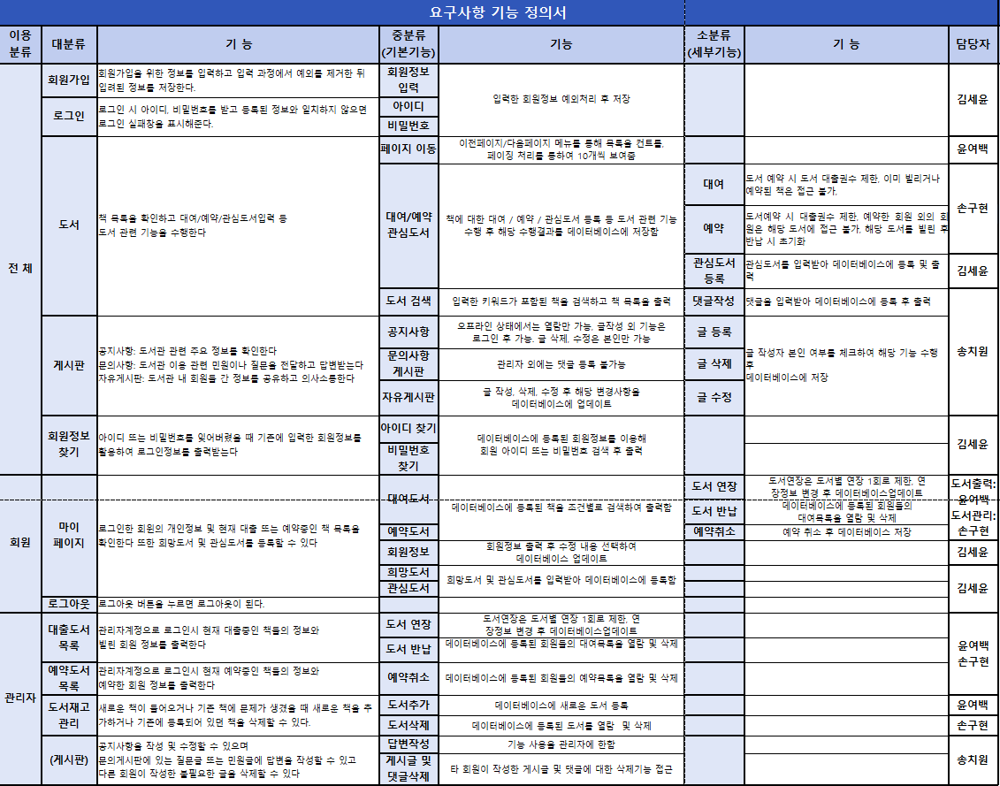 요구사항 기능 정의서
이용
분류
대분류
기 능
중분류
(기본기능)
기능
소분류
(세부기능)
기 능
담당자
전 체
회원가입
회원가입을 위한 정보를 입력하고 입력 과정에서 예외를 제거한 뒤
입려된 정보를 저장한다.
회원정보
입력
입력한 회원정보 예외처리 후 저장
김세윤
로그인
로그인 시 아이디, 비밀번호를 받고 등록된 정보와 일치하지 않으면
로그인 실패창을 표시해준다.
아이디
비밀번호
도서
책 목록을 확인하고 대여/예약/관심도서입력 등
도서 관련 기능을 수행한다
페이지 이동
이전페이지/다음페이지 메뉴를 통해 목록을 컨트롤,
페이징 처리를 통하여 10개씩 보여줌
윤여백
대여/예약
관심도서
책에 대한 대여 / 예약 / 관심도서 등록 등 도서 관련 기능
수행 후 해당 수행결과를 데이터베이스에 저장함
대여
도서 예약 시 도서 대출권수 제한, 이미 빌리거나
예약된 책은 접근 불가,
손구현
예약
도서예약 시 대출권수 제한, 예약한 회원 외의 회
원은 해당 도서에 접근 불가, 해당 도서를 빌린 후
반납 시 초기화
관심도서
등록
관심도서를 입력받아 데이터베이스에 등록 및 출
력
김세윤
도서 검색
입력한 키워드가 포함된 책을 검색하고 책 목록을 출력
댓글작성
댓글을 입력받아 데이터베이스에 등록 후 출력
송치원
게시판
공지사항: 도서관 관련 주요 정보를 확인한다
문의사항: 도서관 이용 관련 민원이나 질문을 전달하고 답변받는다
자유게시판: 도서관 내 회원들 간 정보를 공유하고 의사소통한다
공지사항
오프라인 상태에서는 열람만 가능, 글작성 외 기능은
로그인 후 가능. 글 삭제, 수정은 본인만 가능
글 등록
글 작성자 본인 여부를 체크하여 해당 기능 수행
후
데이터베이스에 저장
문의사항
게시판
관리자 외에는 댓글 등록 불가능
글 삭제
자유게시판
글 작성, 삭제, 수정 후 해당 변경사항을
데이터베이스에 업데이트
글 수정
회원정보
찾기
아이디 또는 비밀번호를 잊어버렸을 때 기존에 입력한 회원정보를
활용하여 로그인정보를 출력받는다
아이디 찾기
비밀번호
찾기
데이터베이스에 등록된 회원정보를 이용해
회원 아이디 또는 비밀번호 검색 후 출력
김세윤
회원
마이
페이지
로그인한 회원의 개인정보 및 현재 대출 또는 예약중인 책 목록을
확인한다 또한 희망도서 및 관심도서를 등록할 수 있다
대여도서
데이터베이스에 등록된 책을 조건별로 검색하여 출력함
도서 연장
도서연장은 도서별 연장 1회로 제한, 연
장정보 변경 후 데이터베이스업데이트
도서출력:
윤여백
도서관리:
손구현
도서 반납
데이터베이스에 등록된 회원들의
대여목록을 열람 및 삭제
예약도서
예약취소
예약 취소 후 데이터베이스 저장
회원정보
회원정보 출력 후 수정 내용 선택하여
데이터베이스 업데이트
김세윤
희망도서
관심도서
희망도서 및 관심도서를 입력받아 데이터베이스에 등록함
김세윤
로그아웃
로그아웃 버튼을 누르면 로그아웃이 된다.
관리자
대출도서
목록
관리자계정으로 로그인시 현재 대출중인 책들의 정보와
빌린 회원 정보를 출력한다
도서 연장
도서연장은 도서별 연장 1회로 제한, 연
장정보 변경 후 데이터베이스업데이트
도서 반납
데이터베이스에 등록된 회원들의 대여목록을 열람 및 삭제
윤여백
손구현
예약도서
목록
관리자계정으로 로그인시 현재 예약중인 책들의 정보와
예약한 회원 정보를 출력한다
예약취소
데이터베이스에 등록된 회원들의 예약목록을 열람 및 삭제
도서재고
관리
새로운 책이 들어오거나 기존 책에 문제가 생겼을 때 새로운 책을 추
가하거나 기존에 등록되어 있던 책을 삭제할 수 있다.
도서추가
데이터베이스에 새로운 도서 등록
윤여백
도서삭제
데이터베이스에 등록된 도서를 열람 및 삭제
손구현
(게시판)
공지사항을 작성 및 수정할 수 있으며
문의게시판에 있는 질문글 또는 민원글에 답변을 작성할 수 있고
다른 회원이 작성한 불필요한 글을 삭제할 수 있다
답변작성
기능 사용을 관리자에 한함
송치원
게시글 및
댓글삭제
타 회원이 작성한 게시글 및 댓글에 대한 삭제기능 접근